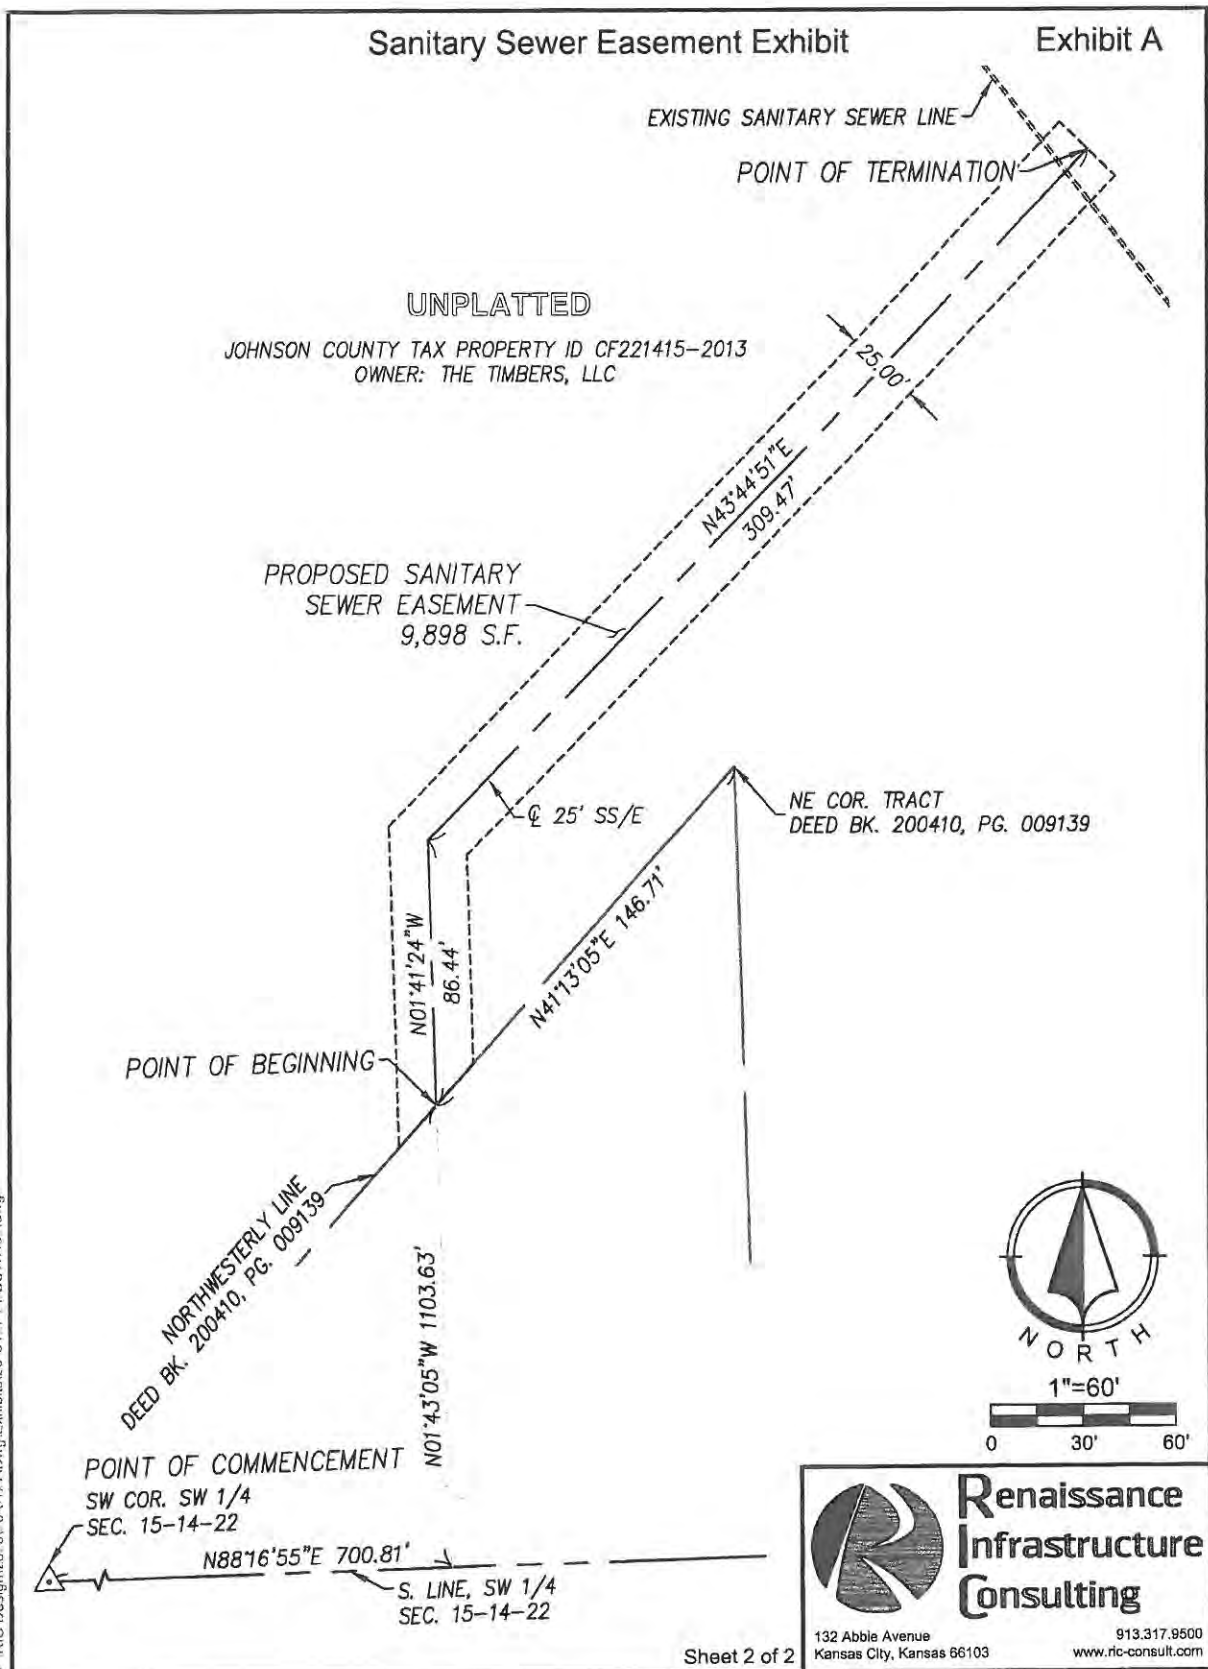 Sanitary Sewer Easement Exhibit
Exhibit A
EXISTING SANITARY SEWER LINE
POINT OF TERMINATION
UNPLATTED
JOHNSON COUNTY TAX PROPERTY ID CF221415-2013
OWNER: THE TIMBERS, LLC
25.00'
N43°44'51"E
309.47'
PROPOSED SANITARY
SEWER EASEMENT
9,898 S.F.
℄ 25' SS/E
NE COR. TRACT
DEED BK. 200410, PG. 009139
N01°41'24"W
86.44'
N41°13'05"E 146.71'
POINT OF BEGINNING
NORTHWESTERLY LINE
DEED BK. 200410, PG. 009139
N01°43'05"W 1103.63'
NORTH
1"=60'
0 30' 60'
POINT OF COMMENCEMENT
SW COR. SW 1/4
SEC. 15-14-22
N88°16'55"E 700.81'
S. LINE, SW 1/4
SEC. 15-14-22
Sheet 2 of 2
Renaissance
Infrastructure
Consulting
132 Abbie Avenue
Kansas City, Kansas 66103
913.317.9500
www.ric-consult.com